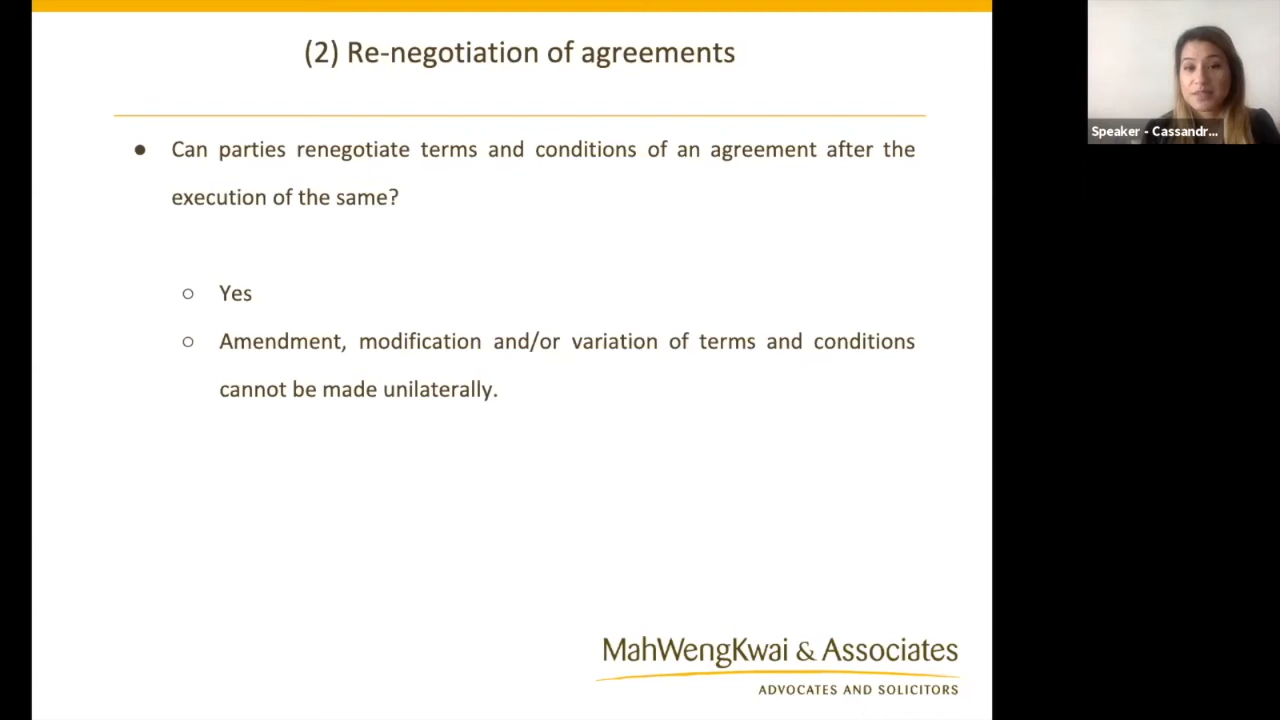 (2) Re-negotiation of agreements
● Can parties renegotiate terms and conditions of an agreement after the
execution of the same?
○ Yes
○ Amendment, modification and/or variation of terms and conditions
cannot be made unilaterally.
MahWengKwai & Associates
ADVOCATES AND SOLICITORS
Speaker - Cassandr...